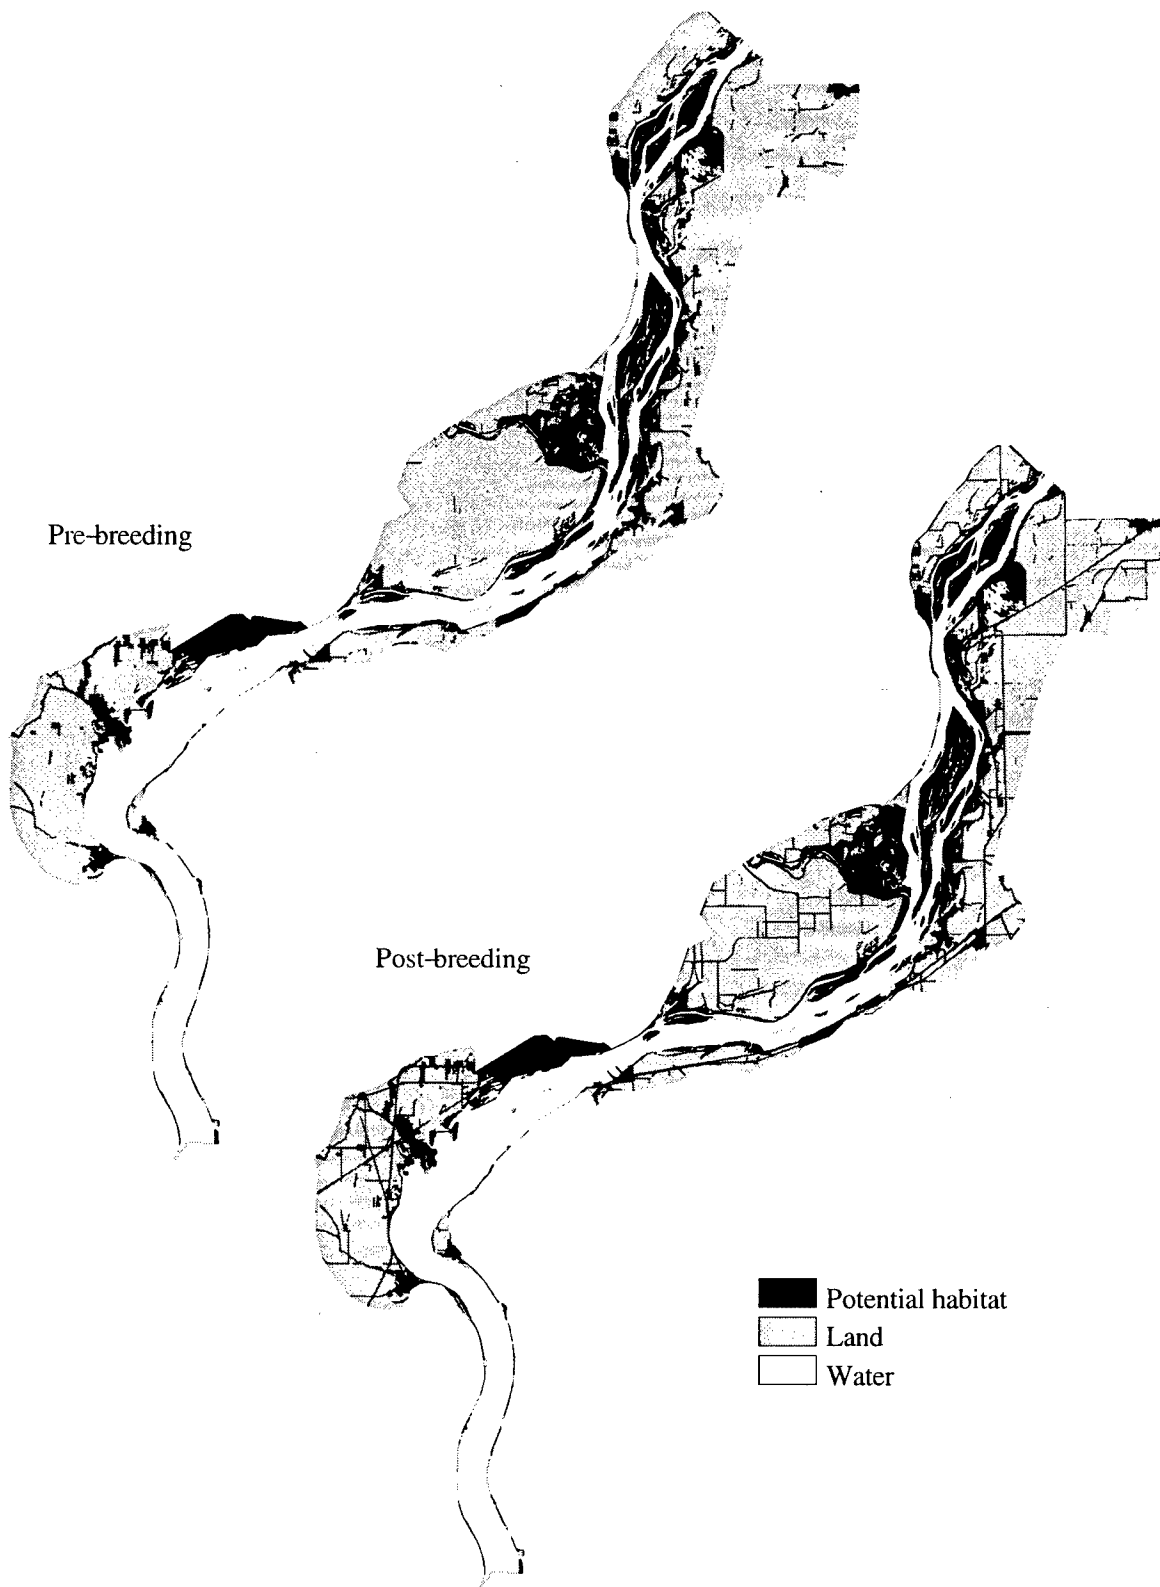 Pre-breeding
Post-breeding
Potential habitat
Land
Water